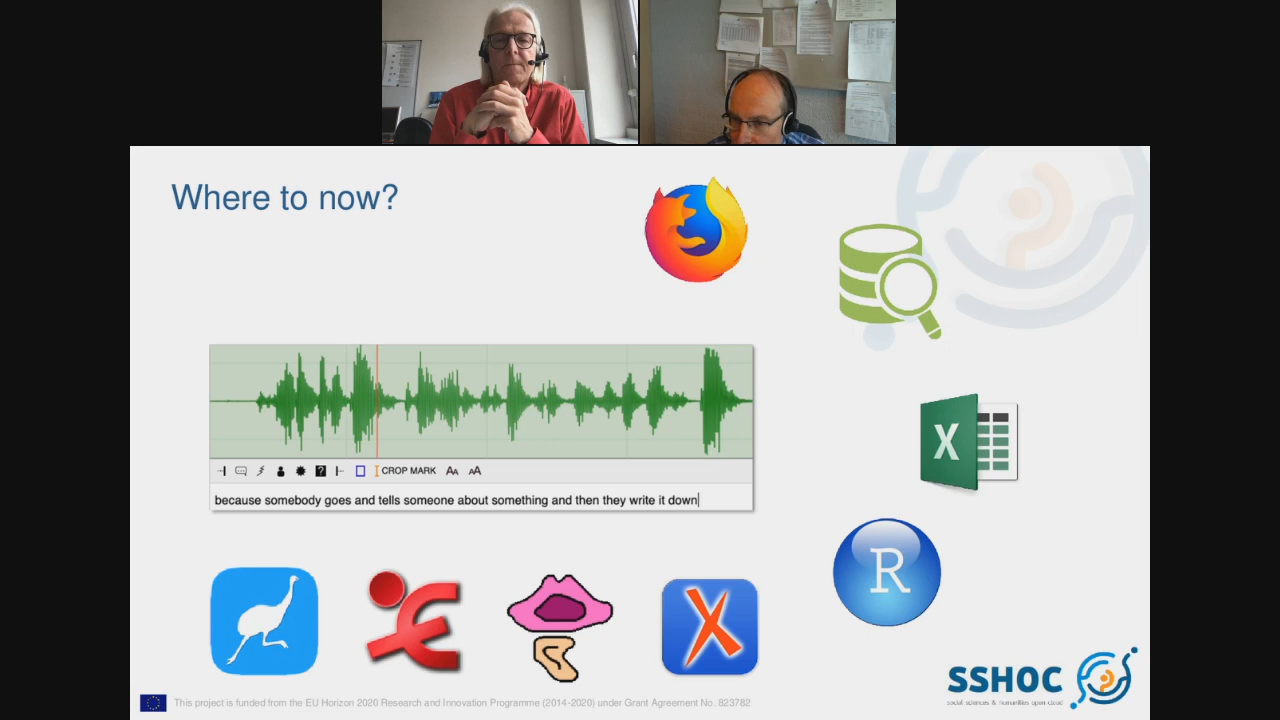 Where to now?
X
CROP MARK AA AA
because somebody goes and tells someone about something and then they write it down
R
SSHOC
social sciences & humanities open cloud
This project is funded from the EU Horizon 2020 Research and Innovation Programme (2014-2020) under Grant Agreement No. 823782